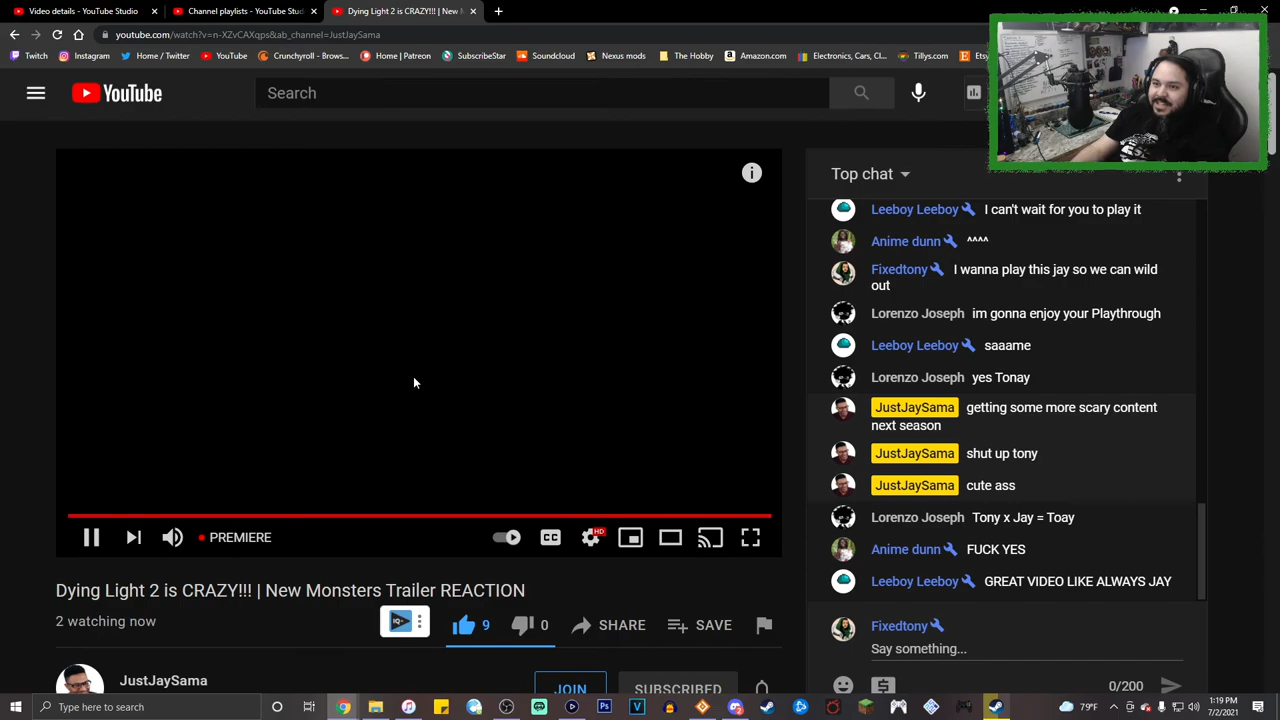 Video details - YouTube Studio
Channel playlists - YouTube Stud
Dying Light 2 is CRAZY!!! | New M
youtube.com/watch?v=n-XZvCAXqps&ab_channel=JustJaySama
Twitch
Instagram
Home / Twitter
YouTube
Crunchyroll - Brows...
Home | Patreon
SubscribeStar
Soundcloud
Nexus mods
The Hobby
Amazon.com
Electronics, Cars, Cl...
Tillys.com
Ets
YouTube
Search
Top chat
Leeboy Leeboy I can't wait for you to play it
Anime dunn ^^^^
Fixedtony I wanna play this jay so we can wild
out
Lorenzo Joseph im gonna enjoy your Playthrough
Leeboy Leeboy saaame
Lorenzo Joseph yes Tonay
JustJaySama getting some more scary content
next season
JustJaySama shut up tony
JustJaySama cute ass
Lorenzo Joseph Tony x Jay = Toay
Anime dunn FUCK YES
Leeboy Leeboy GREAT VIDEO LIKE ALWAYS JAY
Fixedtony
Say something...
0/200
PREMIERE
CC
HD
Dying Light 2 is CRAZY!!! | New Monsters Trailer REACTION
2 watching now
9
0
SHARE
SAVE
JustJaySama
JOIN
SUBSCRIBED
Type here to search
79°F
1:19 PM
7/2/2021